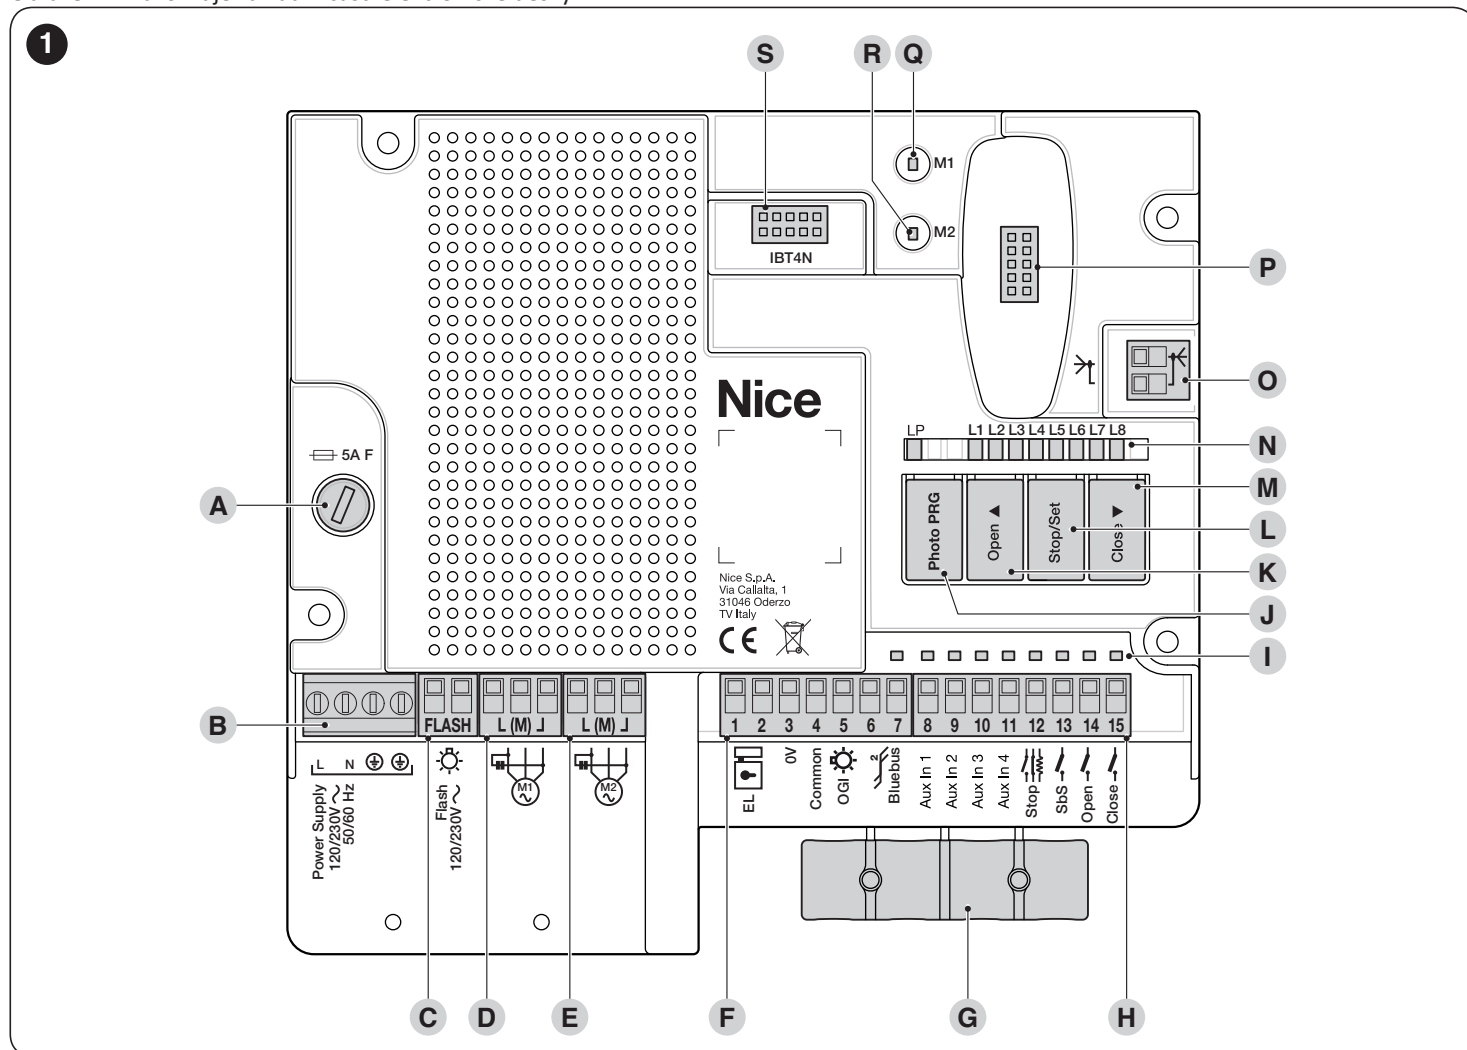 1
S
R
Q
M1
M2
IBT4N
P
O
Nice
LP L1 L2 L3 L4 L5 L6 L7 L8
N
5A F
A
M
L
K
J
Photo PRG
Open ▲
Stop/Set
Close ▼
Nice S.p.A.
Via Callalta, 1
31046 Oderzo
TV Italy
CE
I
B
FLASH
L (M)
L (M)
1 2 3 4 5 6 7 8 9 10 11 12 13 14 15
L N
Power Supply
120/230V
50/60 Hz
Flash
120/230V
M1
M2
EL
0V
Common
OGI
2
Bluebus
Aux In 1
Aux In 2
Aux In 3
Aux In 4
Stop
SbS
Open
Close
C
D
E
F
G
H